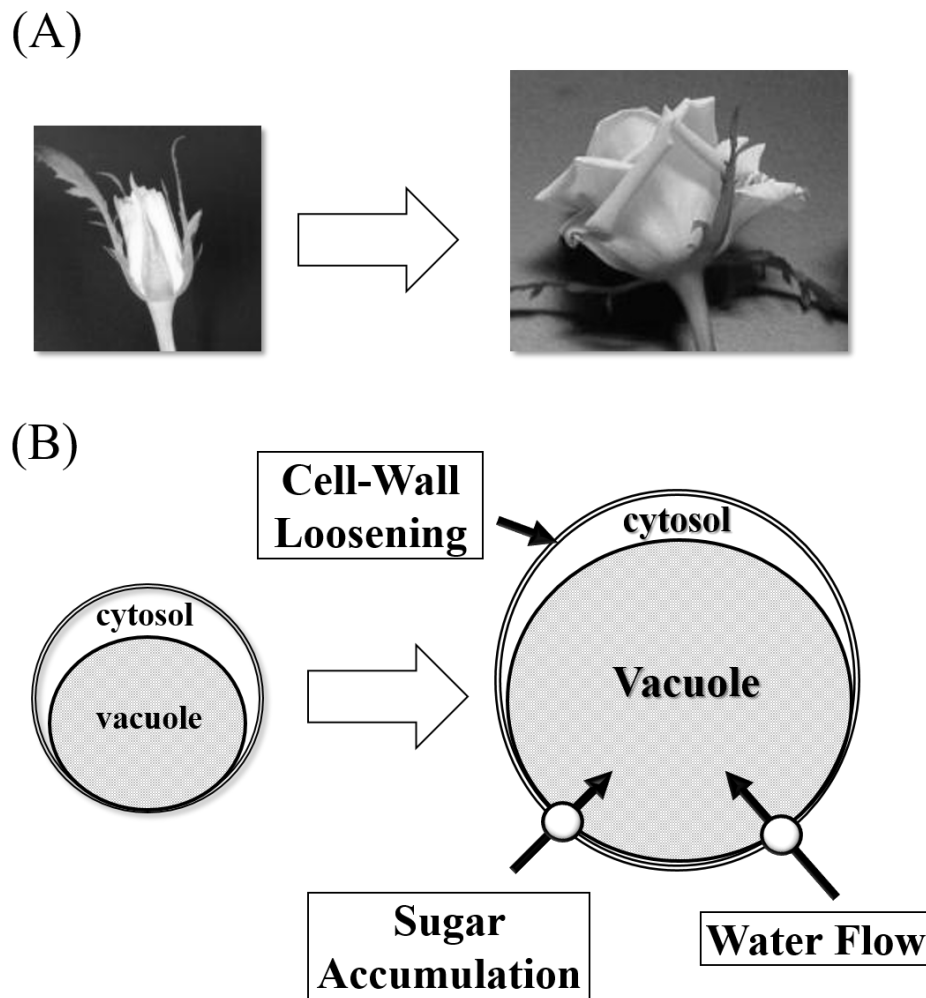 (A)
(B)
Cell-Wall
Loosening
cytosol
cytosol
vacuole
Vacuole
Sugar
Accumulation
Water Flow